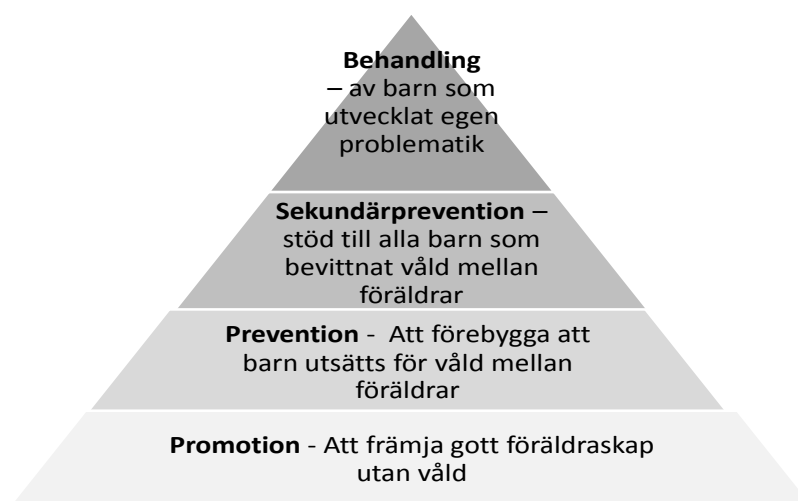 Behandling
– av barn som
utvecklat egen
problematik
Sekundärprevention –
stöd till alla barn som
bevittnat våld mellan
föräldrar
Prevention - Att förebygga att
barn utsätts för våld mellan
föräldrar
Promotion - Att främja gott föräldraskap
utan våld